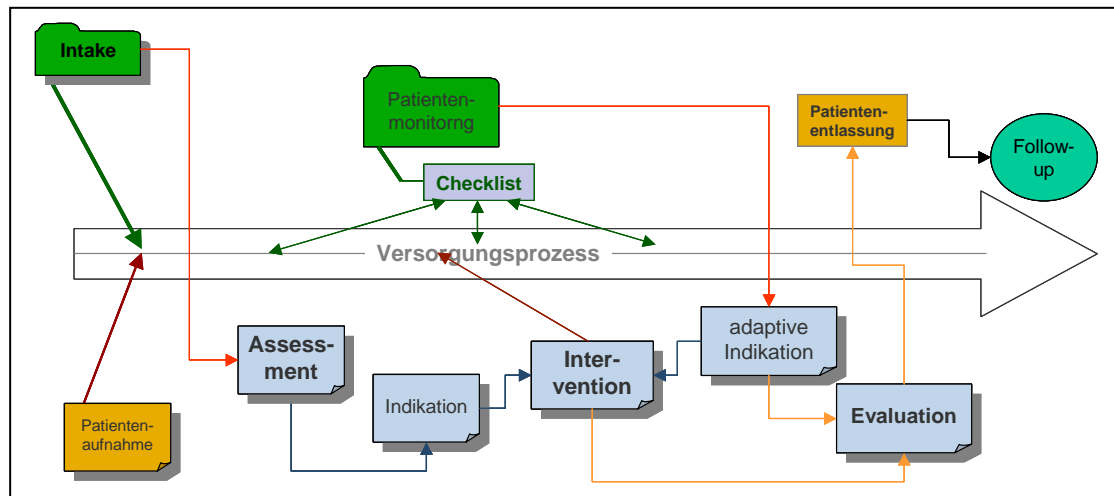 Intake
Patienten-
monitorng
Checklist
Patienten-
entlassung
Follow-
up
Versorgungsprozess
Assess-
ment
Indikation
Inter-
vention
adaptive
Indikation
Evaluation
Patienten-
aufnahme